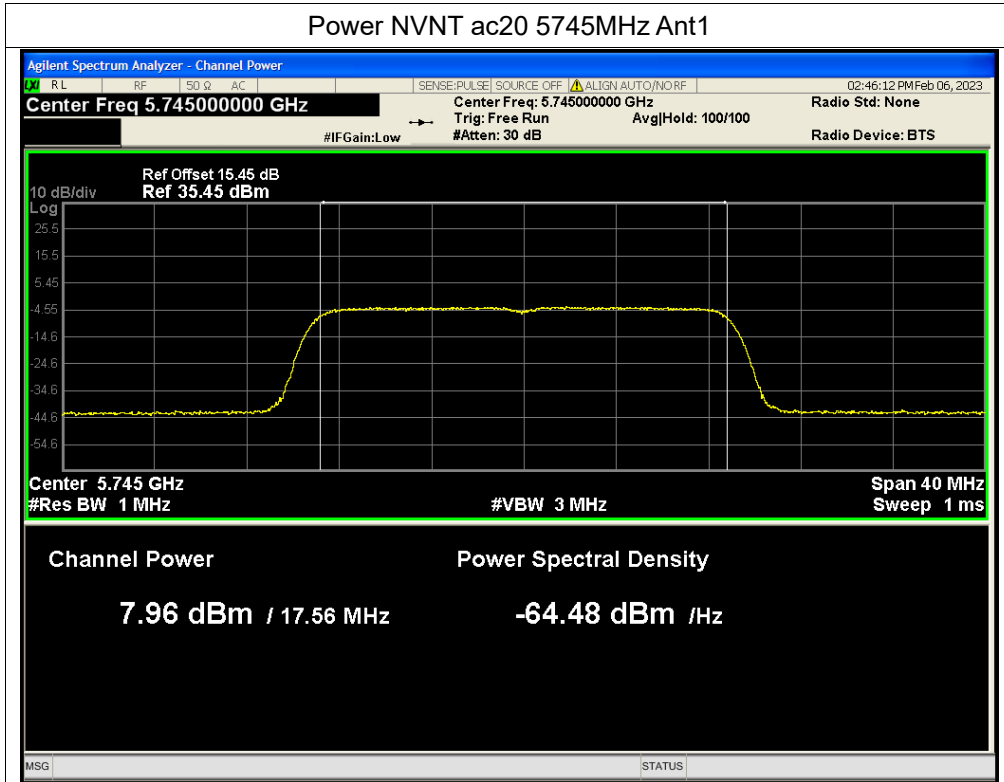 Power NVNT ac20 5745MHz Ant1
Agilent Spectrum Analyzer - Channel Power
LXI RL RF 50 Ω AC SENSE:PULSE SOURCE OFF ALIGN AUTO/NO RF 02:46:12 PM Feb 06, 2023
Center Freq 5.745000000 GHz Center Freq: 5.745000000 GHz Radio Std: None
Trig: Free Run Avg|Hold: 100/100
#IFGain:Low #Atten: 30 dB Radio Device: BTS
Ref Offset 15.45 dB
10 dB/div Ref 35.45 dBm
Log
25.5
15.5
5.45
-4.55
-14.6
-24.6
-34.6
-44.6
-54.6
Center 5.745 GHz Span 40 MHz
#Res BW 1 MHz #VBW 3 MHz Sweep 1 ms
Channel Power Power Spectral Density
7.96 dBm / 17.56 MHz -64.48 dBm /Hz
MSG STATUS